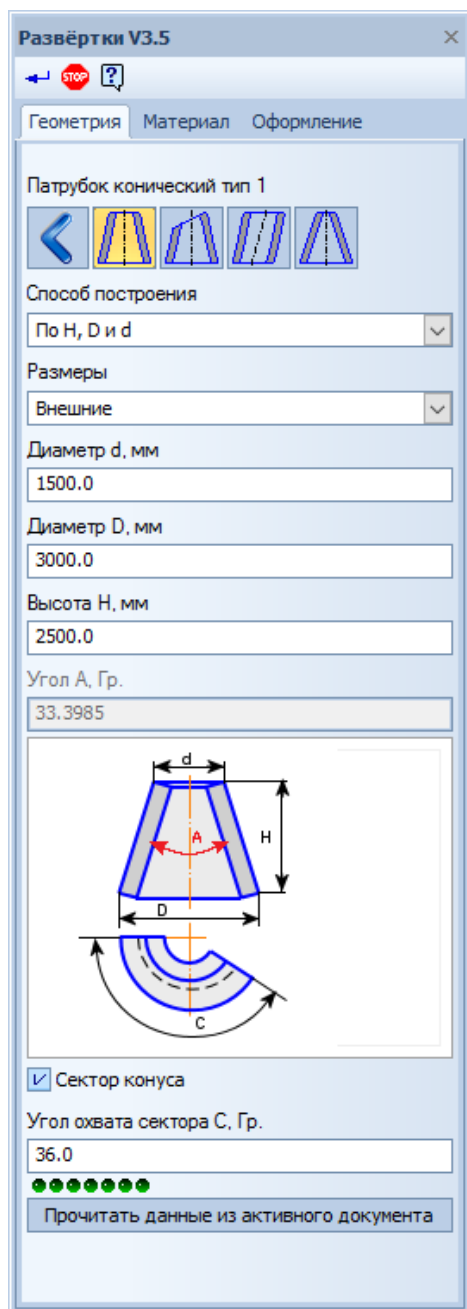 Развёртки V3.5
STOP
Геометрия Материал Оформление
Патрубок конический тип 1
Способ построения
По H, D и d
Размеры
Внешние
Диаметр d, мм
1500.0
Диаметр D, мм
3000.0
Высота H, мм
2500.0
Угол A, Гр.
33.3985
d
A
H
D
C
Сектор конуса
Угол охвата сектора C, Гр.
36.0
Прочитать данные из активного документа